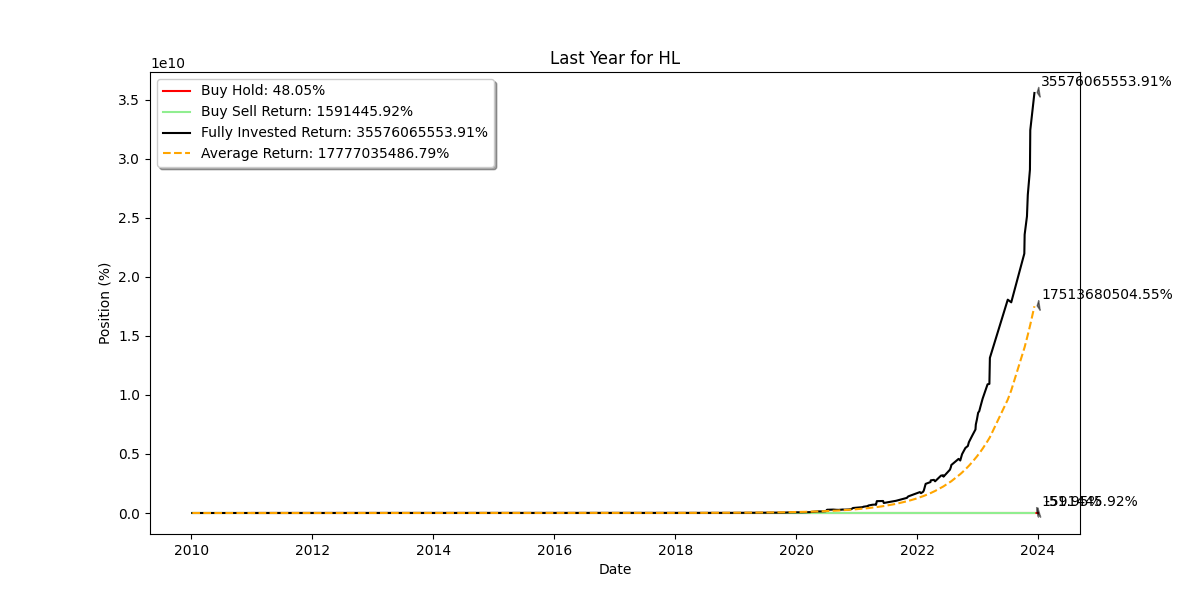 Last Year for HL
1e10
Buy Hold: 48.05%
Buy Sell Return: 1591445.92%
Fully Invested Return: 35576065553.91%
Average Return: 17777035486.79%
35576065553.91%
17513680504.55%
1591445.92%
3.5
3.0
2.5
2.0
1.5
1.0
0.5
0.0
Position (%)
2010
2012
2014
2016
2018
2020
2022
2024
Date